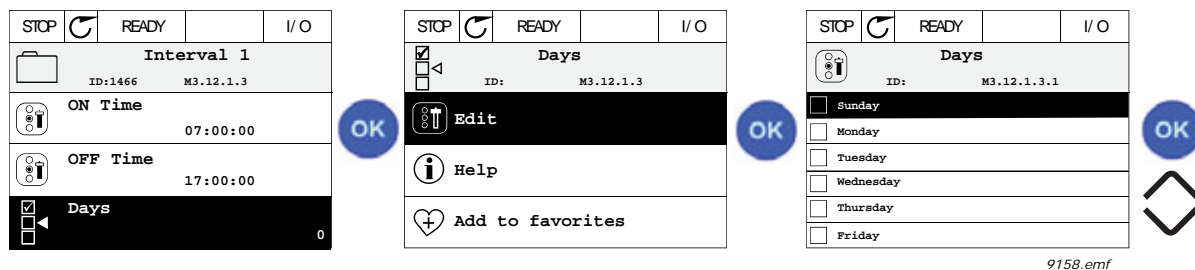 STOP READY I/O
Interval 1
ID:1466 M3.12.1.3
ON Time
07:00:00
OFF Time
17:00:00
Days
0
OK
STOP READY I/O
Days
ID: M3.12.1.3
Edit
Help
Add to favorites
OK
STOP READY I/O
Days
ID: M3.12.1.3.1
Sunday
Monday
Tuesday
Wednesday
Thursday
Friday
OK
9158.emf